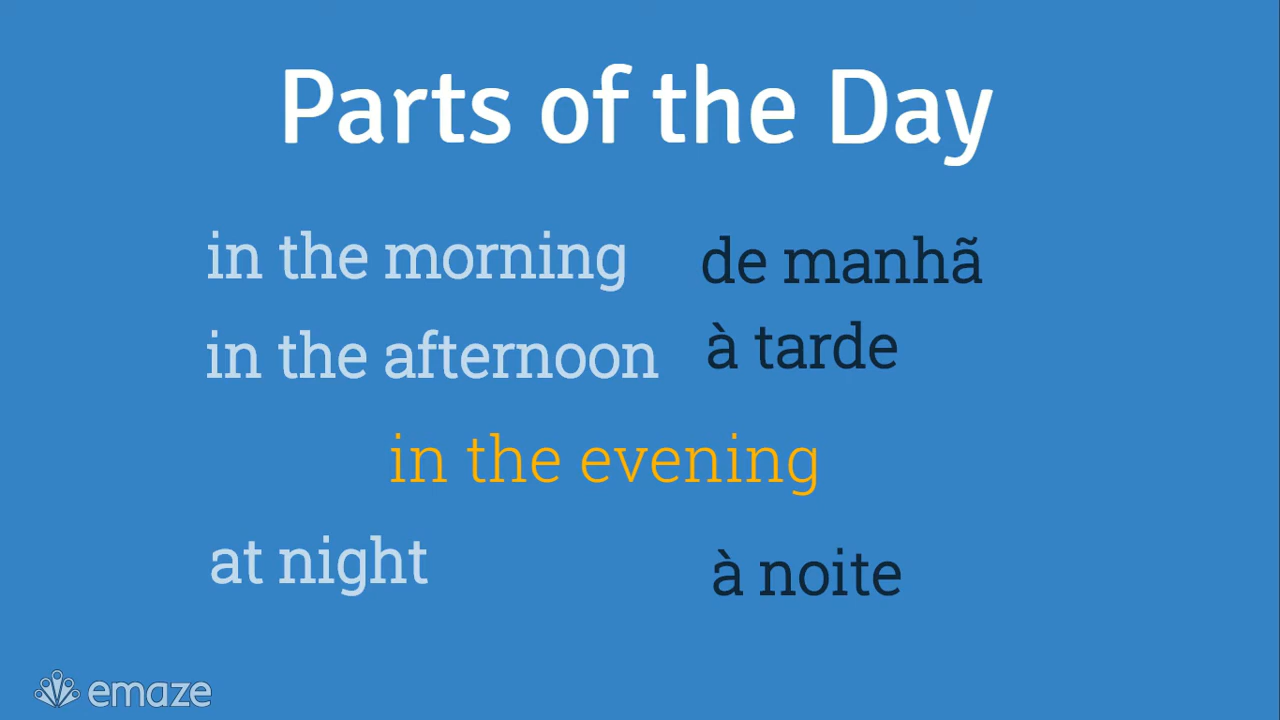 Parts of the Day
in the morning de manhã
in the afternoon à tarde
in the evening
at night à noite
emaze